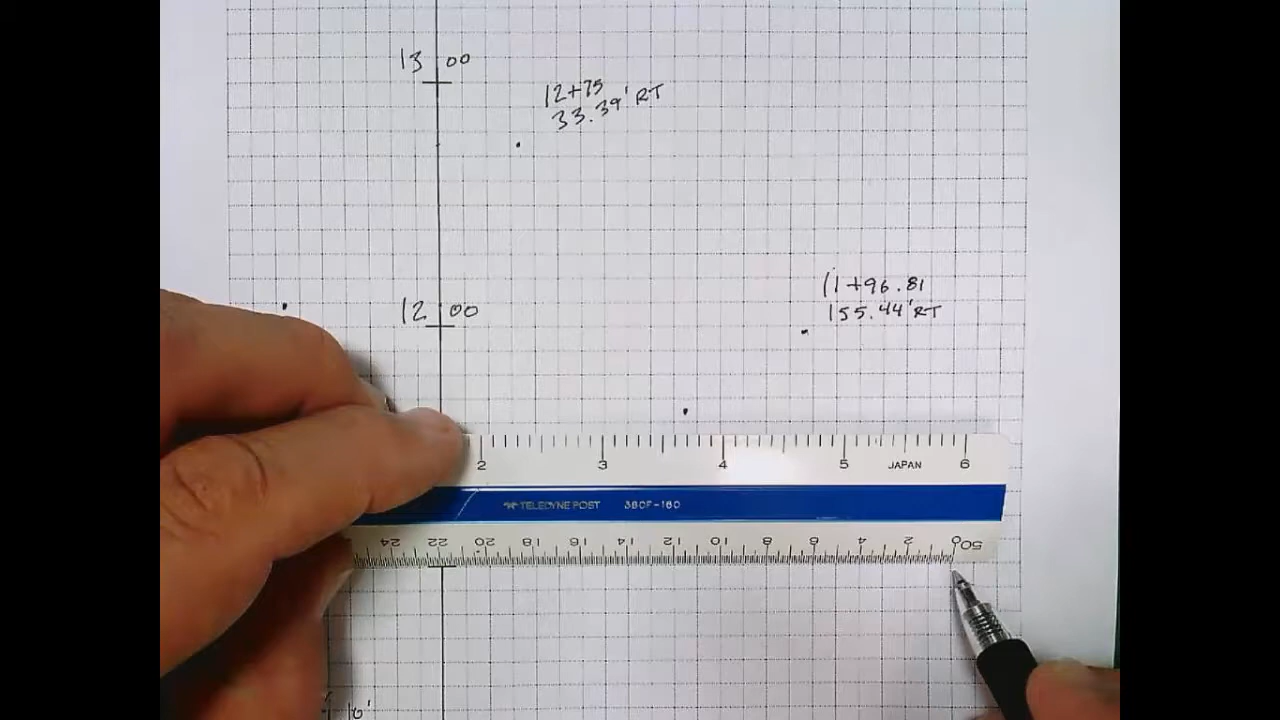 13 00
12+75
33.39' RT
11+96.81
155.44' RT
12 00
2 3 4 5 JAPAN 6
TELEDYNE POST 38CF-160
24 22 20 18 16 14 12 10 8 6 4 2 0 50
0'